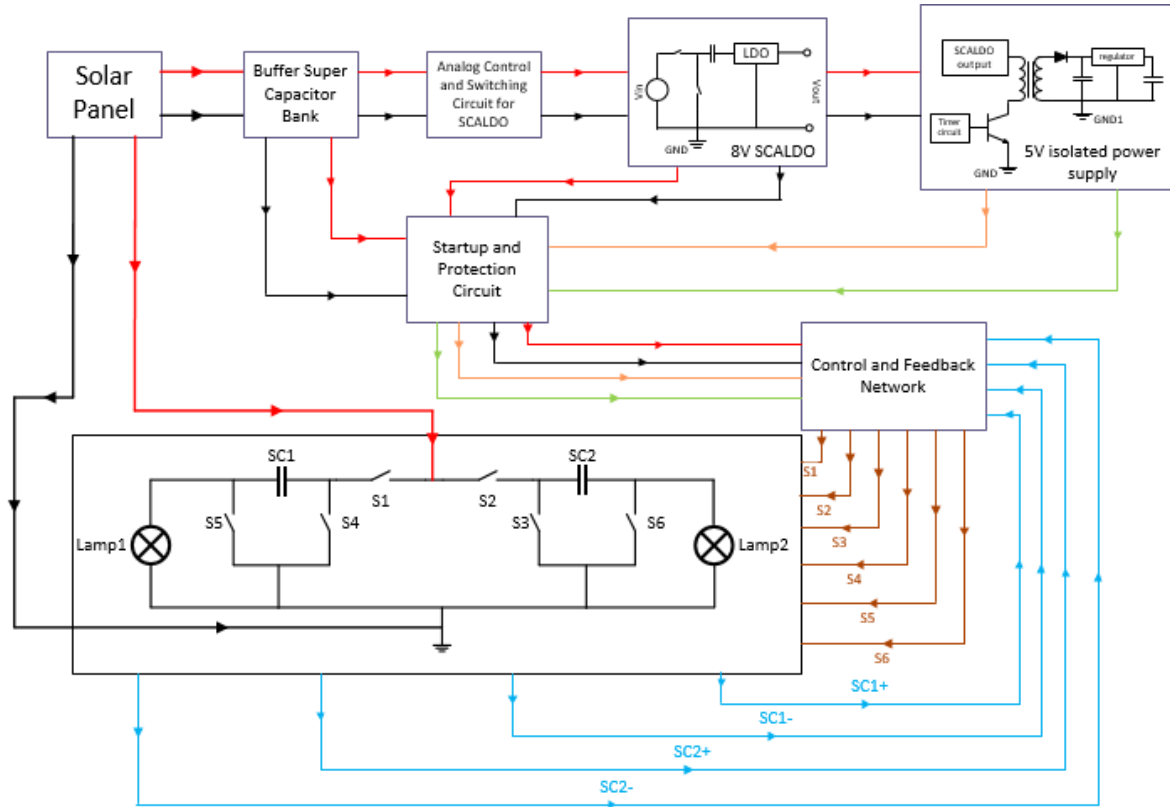 Solar
Panel
Buffer Super
Capacitor
Bank
Analog Control
and Switching
Circuit for
SCALDO
Vin
LDO
Vout
GND
8V SCALDO
SCALDO
output
regulator
Timer
circuit
GND1
GND
5V isolated power
supply
Startup and
Protection
Circuit
Control and Feedback
Network
SC1
S1
S2
SC2
S5
S4
S3
S6
Lamp1
Lamp2
S1
S2
S3
S4
S5
S6
SC1+
SC1-
SC2+
SC2-